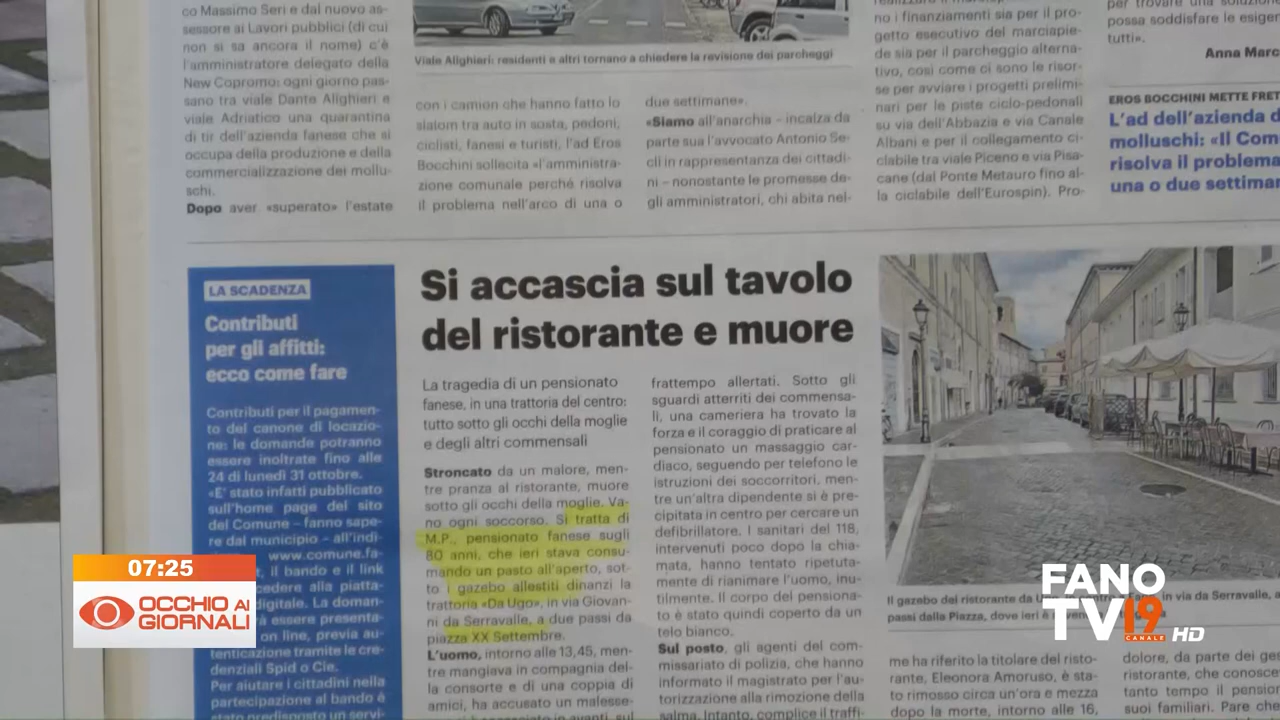 co Massimo Seri e dal nuovo as-
sessore ai Lavori pubblici (di cui
non si sa ancora il nome) c'è
l'amministratore delegato della
New Copromo: ogni giorno pas-
sano tra viale Dante Alighieri e
viale Adriatico una quarantina
di tir dell'azienda fanese che si
occupa della produzione e della
commercializzazione dei mollu-
schi.
Dopo aver «superato» l'estate
Viale Alighieri: residenti e altri tornano a chiedere la revisione dei parcheggi
con i camion che hanno fatto lo
slalom tra auto in sosta, pedoni,
ciclisti, fanesi e turisti, l'ad Eros
Bocchini sollecita «l'amministra-
zione comunale perché risolva
il problema nell'arco di una o
due settimane».
«Siamo all'anarchia – incalza da
parte sua l'avvocato Antonio Se-
cli in rappresentanza dei cittadi-
ni – nonostante le promesse de-
gli amministratori, chi abita nel-
no i finanziamenti sia per il pro-
getto esecutivo del marciapie-
de sia per il parcheggio alterna-
tivo, così come ci sono le risor-
se per avviare i progetti prelimi-
nari per le piste ciclo-pedonali
su via dell'Abbazia e via Canale
Albani e per il collegamento ci-
clabile tra viale Piceno e via Pisa-
cane (dal Ponte Metauro fino al-
la ciclabile dell'Eurospin). Pro-
possa soddisfare le esige
tutti».
Anna Marc
EROS BOCCHINI METTE FRET
L'ad dell'azienda d
molluschi: «Il Com
risolva il problema
una o due settimar
LA SCADENZA
Contributi
per gli affitti:
ecco come fare
Contributi per il pagamen-
to del canone di locazio-
ne: le domande potranno
essere inoltrate fino alle
24 di lunedì 31 ottobre.
«E' stato infatti pubblicato
sull'home page del sito
del Comune – fanno sape-
re dal municipio – all'indi-
www.comune.fa-
t, il bando e il link
cedere alla piatta-
digitale. La doman-
rà essere presenta-
on line, previa au-
tenticazione tramite le cre-
denziali Spid o Cie.
Per aiutare i cittadini nella
partecipazione al bando è
stato predisposto un servi-
Si accascia sul tavolo
del ristorante e muore
La tragedia di un pensionato
fanese, in una trattoria del centro:
tutto sotto gli occhi della moglie
e degli altri commensali
Stroncato da un malore, men-
tre pranza al ristorante, muore
sotto gli occhi della moglie. Va-
no ogni soccorso. Si tratta di
M.P., pensionato fanese sugli
80 anni, che ieri stava consu-
mando un pasto all'aperto, sot-
to i gazebo allestiti dinanzi la
trattoria «Da Ugo», in via Giovan-
ni da Serravalle, a due passi da
piazza XX Settembre.
L'uomo, intorno alle 13,45, men-
tre mangiava in compagnia del-
la consorte e di una coppia di
amici, ha accusato un malesse-
frattempo allertati. Sotto gli
sguardi atterriti dei commensa-
li, una cameriera ha trovato la
forza e il coraggio di praticare al
pensionato un massaggio car-
diaco, seguendo per telefono le
istruzioni dei soccorritori, men-
tre un'altra dipendente si è pre-
cipitata in centro per cercare un
defibrillatore. I sanitari del 118,
intervenuti poco dopo la chia-
mata, hanno tentato ripetuta-
mente di rianimare l'uomo, inu-
tilmente. Il corpo del pensiona-
to è stato quindi coperto da un
telo bianco.
Sul posto, gli agenti del com-
missariato di polizia, che hanno
informato il magistrato per l'au-
torizzazione alla rimozione della
salma. Intanto, complice il traffi-
Il gazebo del ristorante da in via da Serravalle, a
passi dalla Piazza, dove ieri
me ha riferito la titolare del risto-
rante, Eleonora Amoruso, è sta-
to rimosso circa un'ora e mezza
dopo la morte, intorno alle 16,
dolore, da parte dei ges
ristorante, che conosce
tanto tempo il pension
suoi familiari. Pare che
07:25
OCCHIO AI
GIORNALI
FANO
TV19
CANALE HD